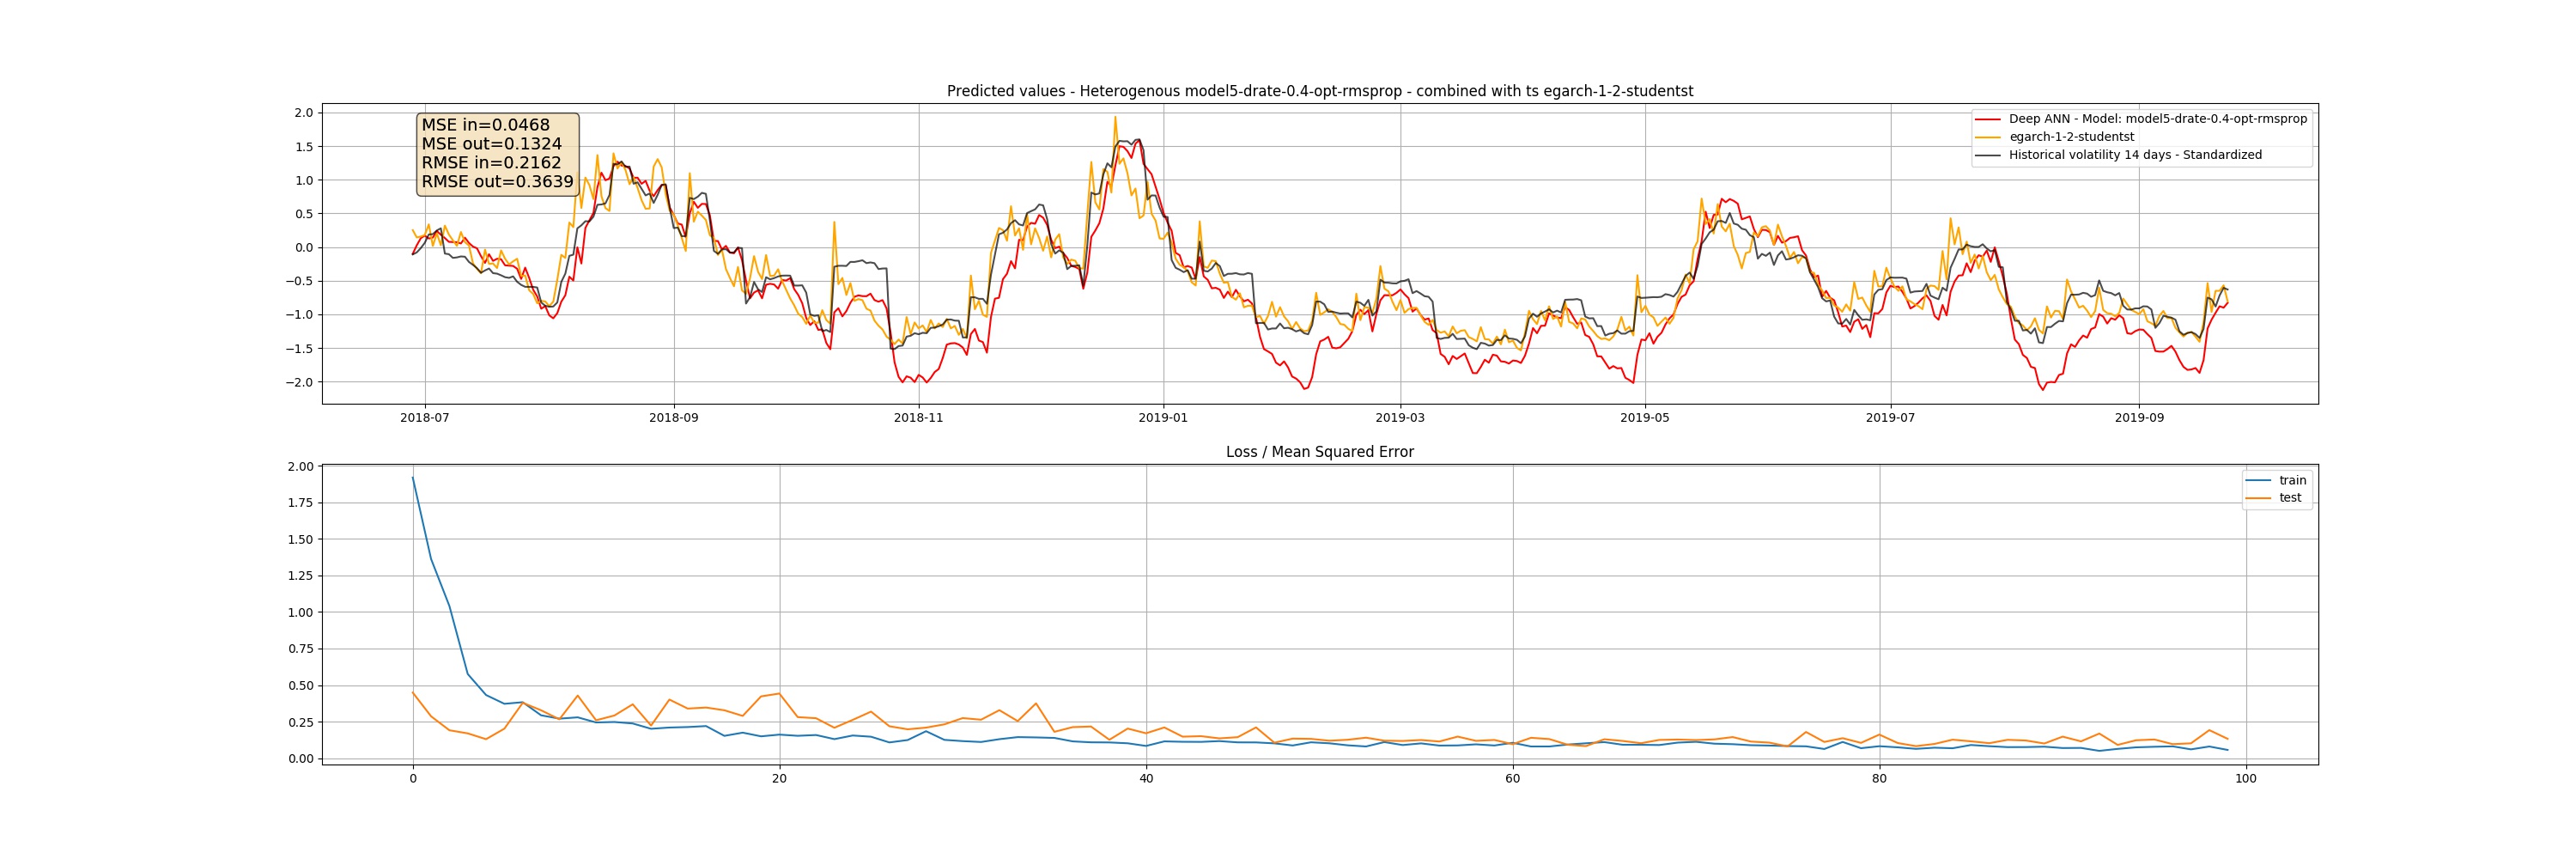 Predicted values - Heterogenous model5-drate-0.4-opt-rmsprop - combined with ts egarch-1-2-studentst
MSE in=0.0468
MSE out=0.1324
RMSE in=0.2162
RMSE out=0.3639
Deep ANN - Model: model5-drate-0.4-opt-rmsprop
egarch-1-2-studentst
Historical volatility 14 days - Standardized
2.0
1.5
1.0
0.5
0.0
−0.5
−1.0
−1.5
−2.0
2018-07 2018-09 2018-11 2019-01 2019-03 2019-05 2019-07 2019-09
Loss / Mean Squared Error
train
test
2.00
1.75
1.50
1.25
1.00
0.75
0.50
0.25
0.00
0 20 40 60 80 100